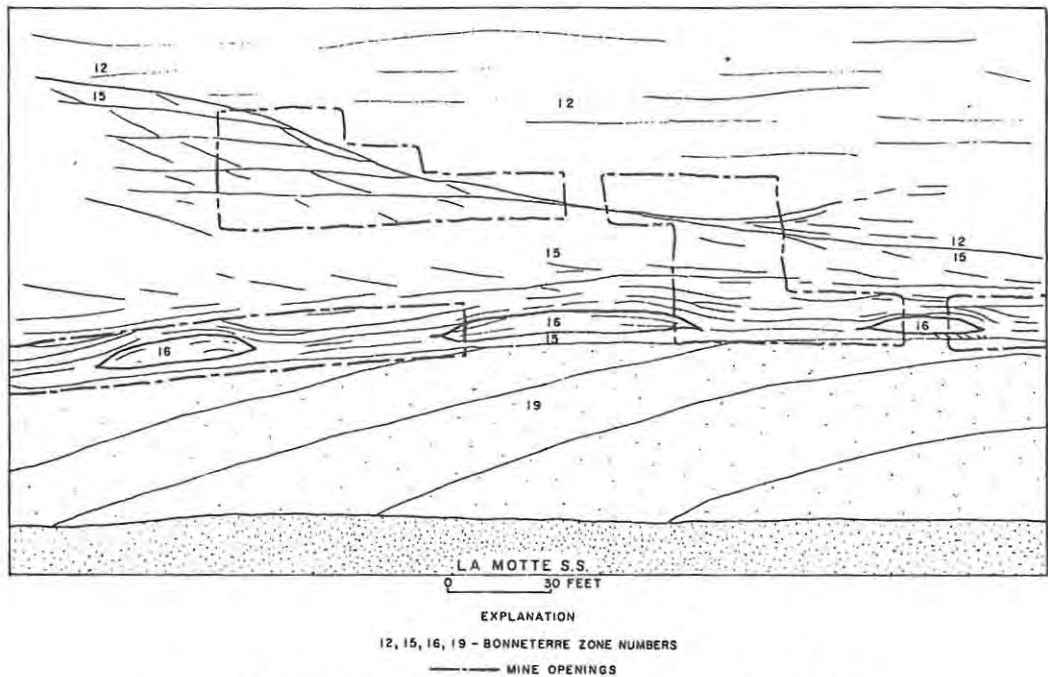 12
15
12
15
12
15
16
16
15
16
19
LA MOTTE S.S.
0 30 FEET
EXPLANATION
12, 15, 16, 19 - BONNETERRE ZONE NUMBERS
MINE OPENINGS